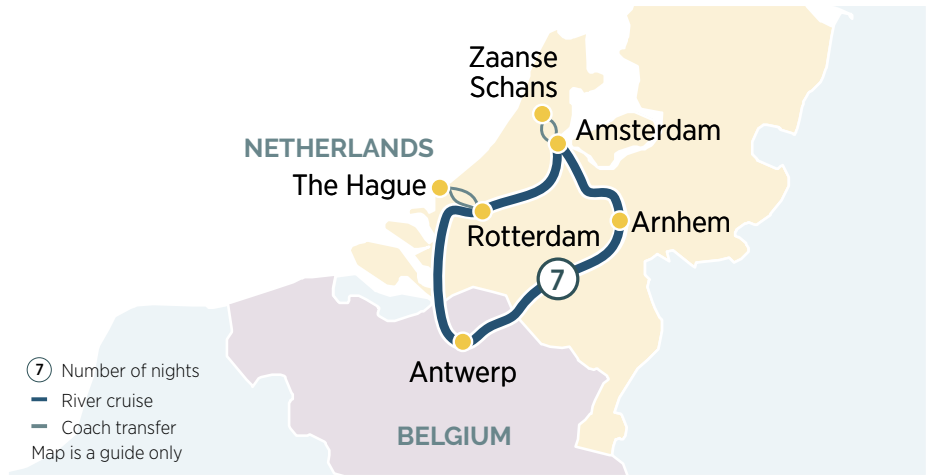 Zaanse
Schans
Amsterdam
NETHERLANDS
The Hague
Rotterdam
Arnhem
7
Antwerp
BELGIUM
7 Number of nights
River cruise
Coach transfer
Map is a guide only